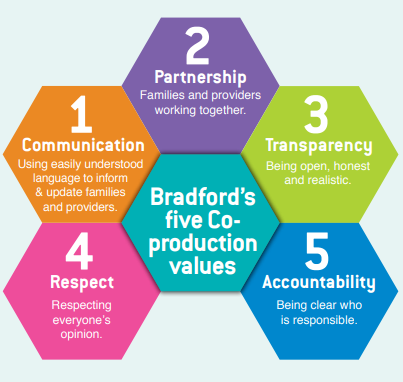 2
Partnership
Families and providers
working together.
1
Communication
Using easily understood
language to inform
& update families
and providers.
3
Transparency
Being open, honest
and realistic.
Bradford's
five Co-
production
values
4
Respect
Respecting
everyone's
opinion.
5
Accountability
Being clear who
is responsible.